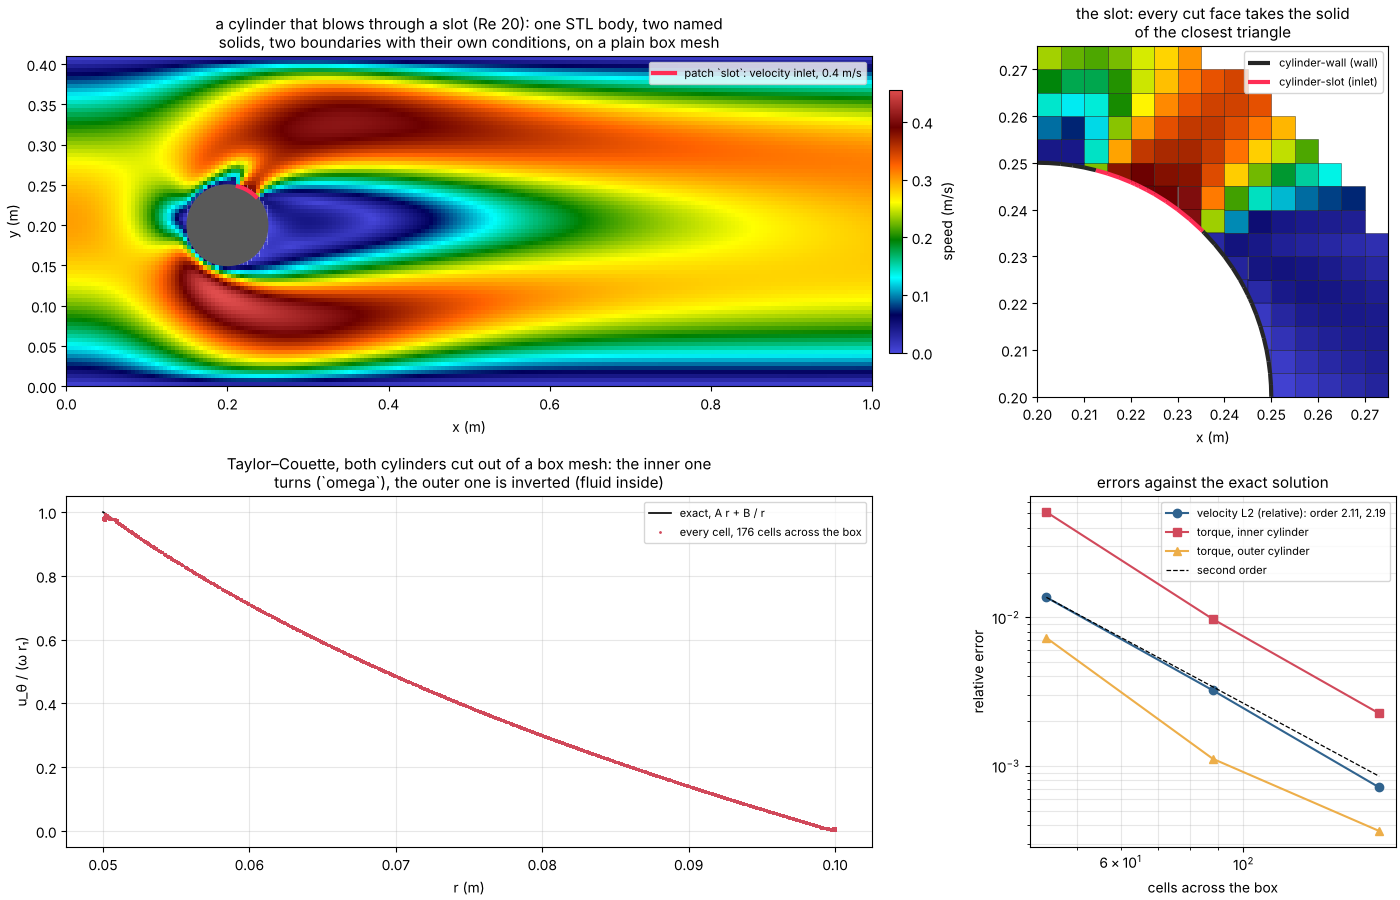 a cylinder that blows through a slot (Re 20): one STL body, two named
solids, two boundaries with their own conditions, on a plain box mesh
patch `slot`: velocity inlet, 0.4 m/s
0.40
0.35
0.30
0.25
0.20
0.15
0.10
0.05
0.00
y (m)
0.0
0.2
0.4
0.6
0.8
1.0
x (m)
0.4
0.3
0.2
0.1
0.0
speed (m/s)
the slot: every cut face takes the solid
of the closest triangle
cylinder-wall (wall)
cylinder-slot (inlet)
0.27
0.26
0.25
0.24
0.23
0.22
0.21
0.20
0.20
0.21
0.22
0.23
0.24
0.25
0.26
0.27
x (m)
Taylor–Couette, both cylinders cut out of a box mesh: the inner one
turns (`omega`), the outer one is inverted (fluid inside)
exact, A r + B / r
every cell, 176 cells across the box
1.0
0.8
0.6
0.4
0.2
0.0
u_θ / (ω r₁)
0.05
0.06
0.07
0.08
0.09
0.10
r (m)
errors against the exact solution
velocity L2 (relative): order 2.11, 2.19
torque, inner cylinder
torque, outer cylinder
second order
10⁻²
10⁻³
relative error
6 × 10¹
10²
cells across the box